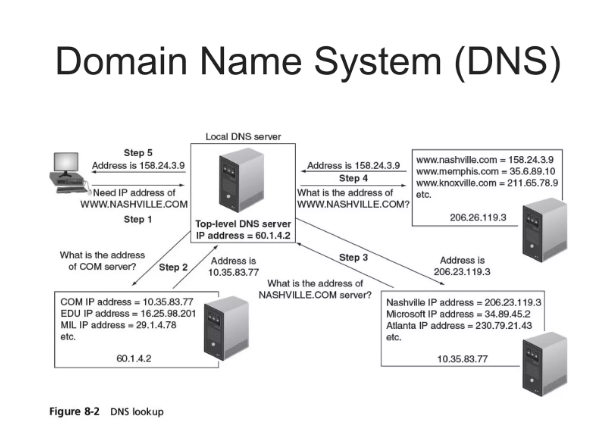 Domain Name System (DNS)
Local DNS server
Step 5
Address is 158.24.3.9
Need IP address of
WWW.NASHVILLE.COM
Step 1
Top-level DNS server
IP address = 60.1.4.2
Address is 158.24.3.9
Step 4
What is the address of
WWW.NASHVILLE.COM?
www.nashville.com = 158.24.3.9
www.memphis.com = 35.6.89.10
www.knoxville.com = 211.65.78.9
etc.
206.26.119.3
What is the address
of COM server?
Step 2
Address is
10.35.83.77
Step 3
What is the address of
NASHVILLE.COM server?
Address is
206.23.119.3
COM IP address = 10.35.83.77
EDU IP address = 16.25.98.201
MIL IP address = 29.1.4.78
etc.
60.1.4.2
Nashville IP address = 206.23.119.3
Microsoft IP address = 34.89.45.2
Atlanta IP address = 230.79.21.43
etc.
10.35.83.77
Figure 8-2 DNS lookup